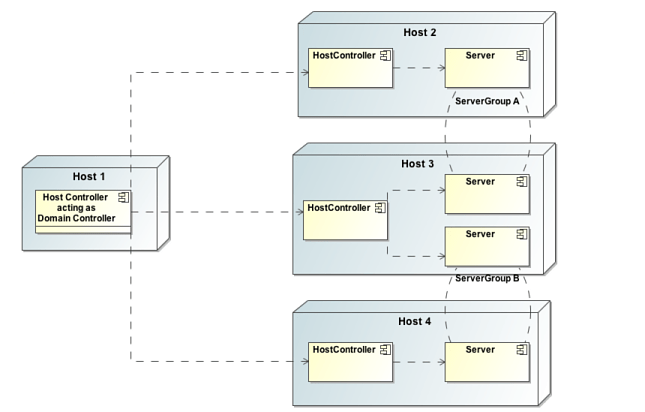 Host 1
Host Controller
acting as
Domain Controller
Host 2
HostController
Server
ServerGroup A
Host 3
HostController
Server
Server
ServerGroup B
Host 4
HostController
Server